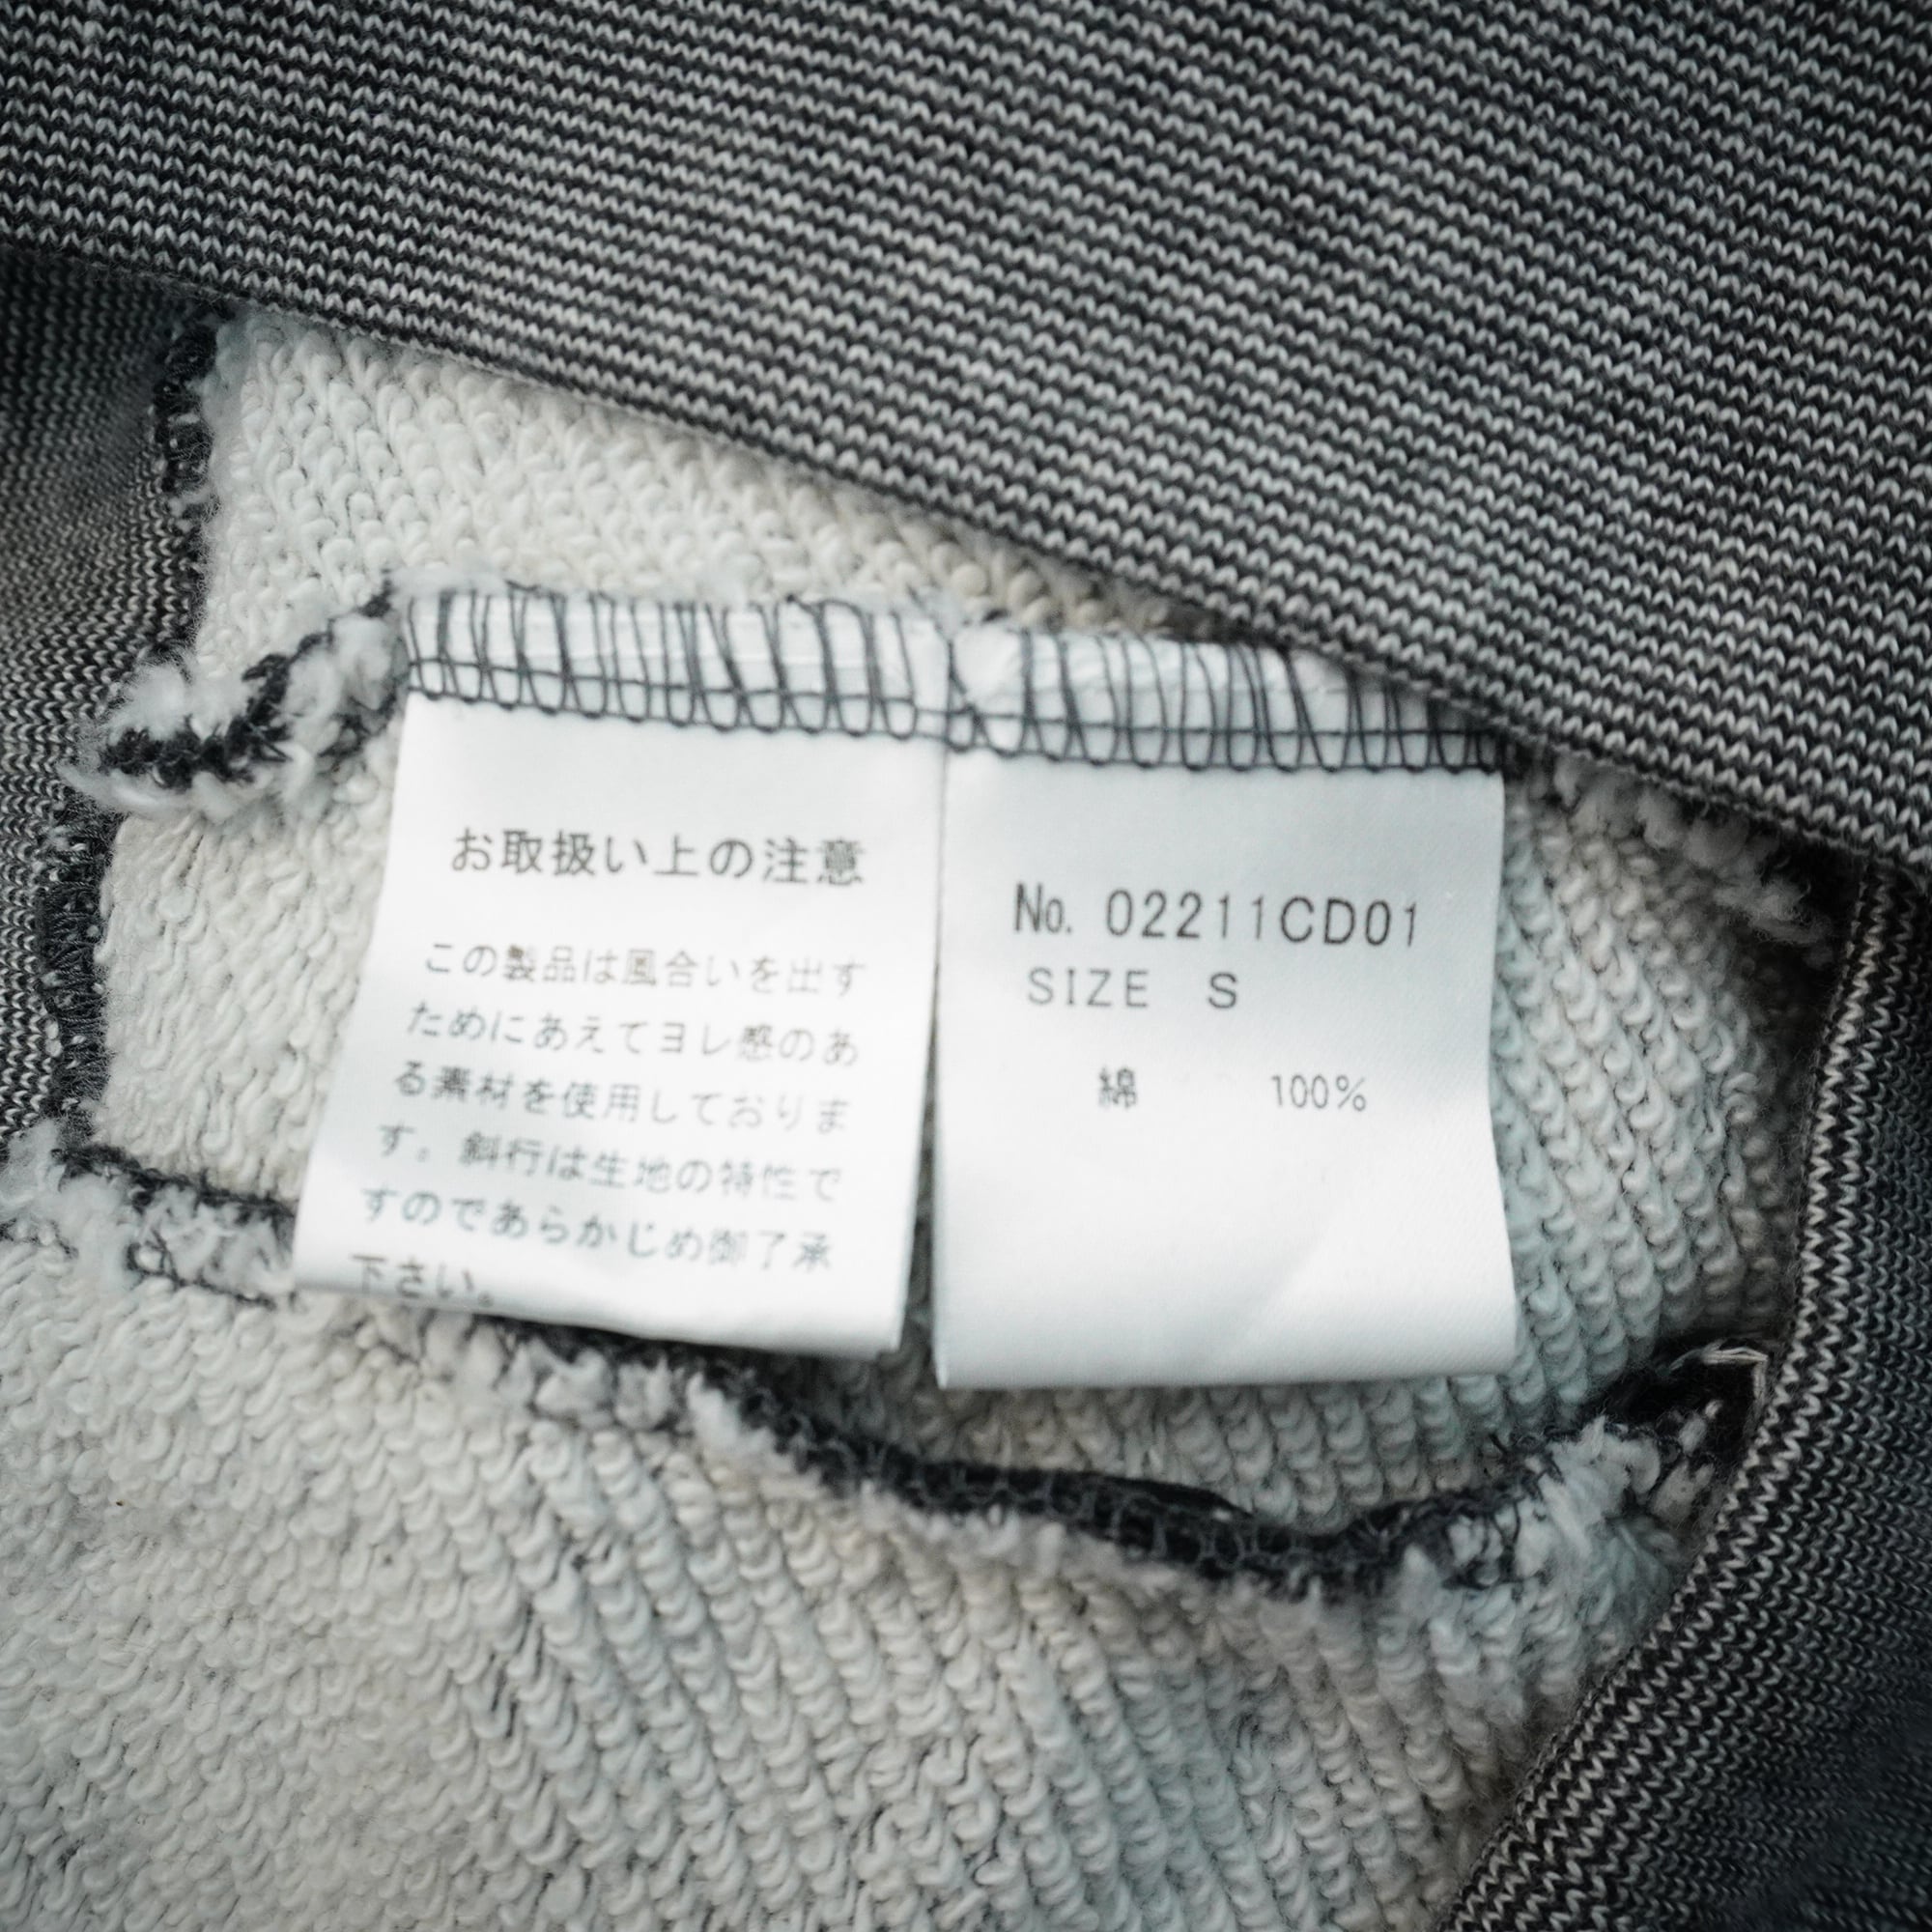 お取扱い上の注意
この製品は風合いを出す
ためにあえてヨレ感のあ
る素材を使用しておりま
す。斜行は生地の特性で
すのであらかじめ御了承
下さい。
No. 02211CD01
SIZE S
綿 100%